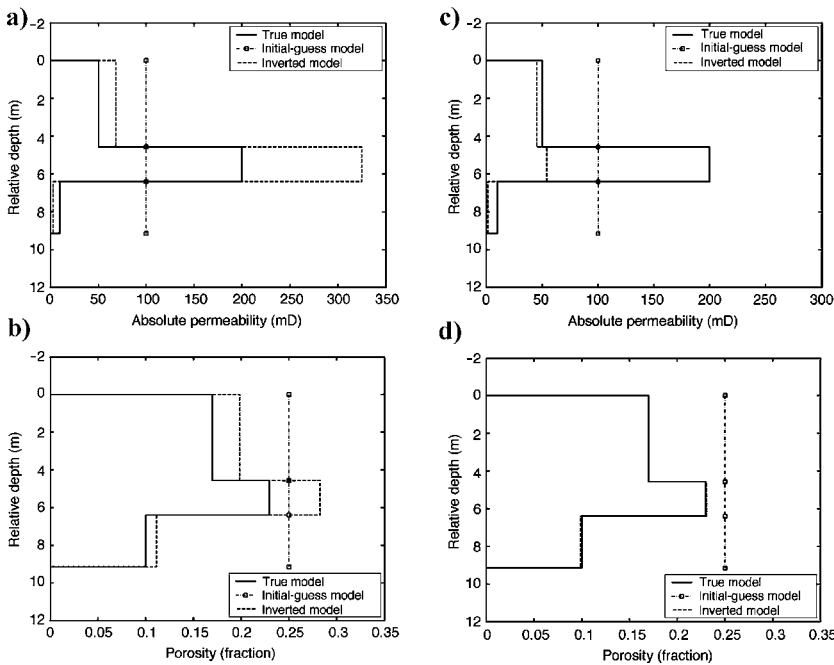 a)
-2
0
2
4
6
8
10
12
Relative depth (m)
True model
Initial-guess model
Inverted model
0 50 100 150 200 250 300 350
Absolute permeability (mD)
c)
-2
0
2
4
6
8
10
12
Relative depth (m)
True model
Initial-guess model
Inverted model
0 50 100 150 200 250 300
Absolute permeability (mD)
b)
-2
0
2
4
6
8
10
12
Relative depth (m)
True model
Initial-guess model
Inverted model
0 0.05 0.1 0.15 0.2 0.25 0.3 0.35
Porosity (fraction)
d)
-2
0
2
4
6
8
10
12
Relative depth (m)
True model
Initial-guess model
Inverted model
0 0.05 0.1 0.15 0.2 0.25 0.3 0.35
Porosity (fraction)